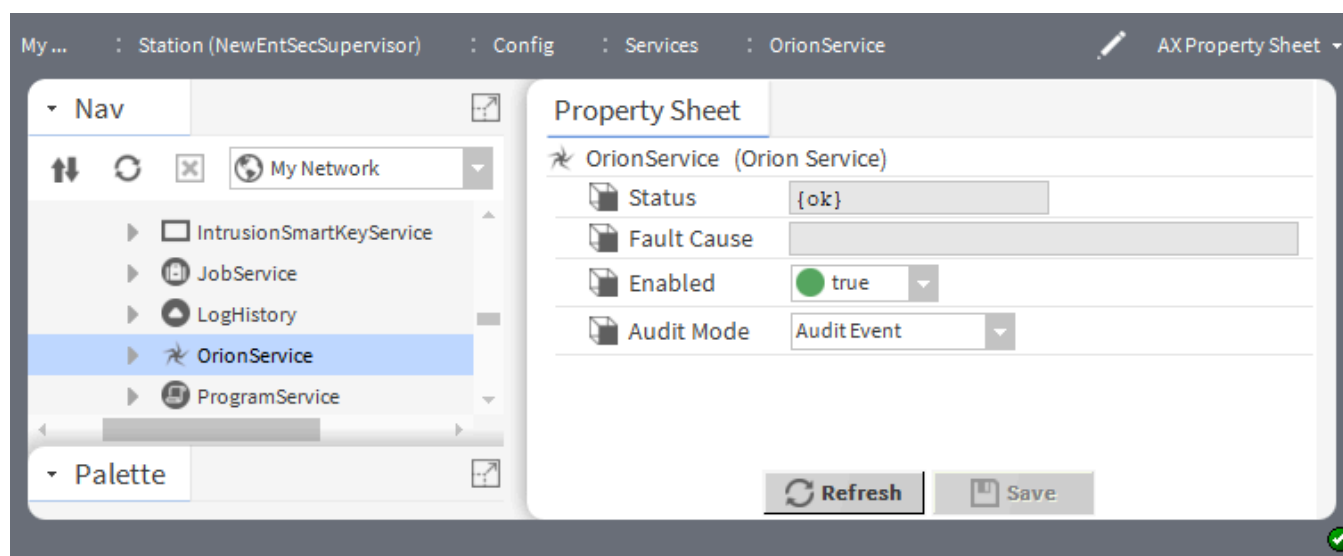 My ... : Station (NewEntSecSupervisor) : Config : Services : OrionService AX Property Sheet
Nav
My Network
IntrusionSmartKeyService
JobService
LogHistory
OrionService
ProgramService
Palette
Property Sheet
OrionService (Orion Service)
Status {ok}
Fault Cause
Enabled true
Audit Mode Audit Event
Refresh Save